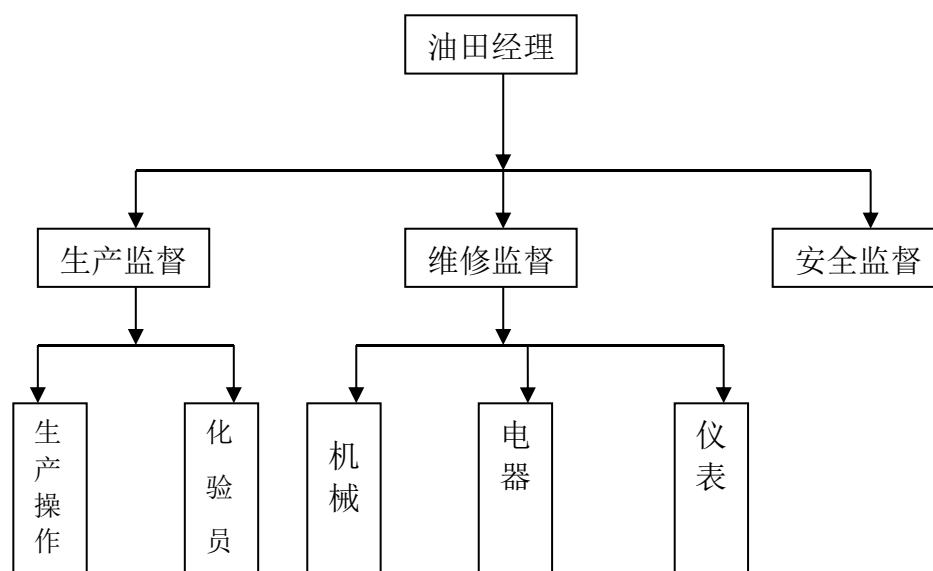 油田经理
生产监督
维修监督
安全监督
生产操作
化验员
机械
电器
仪表